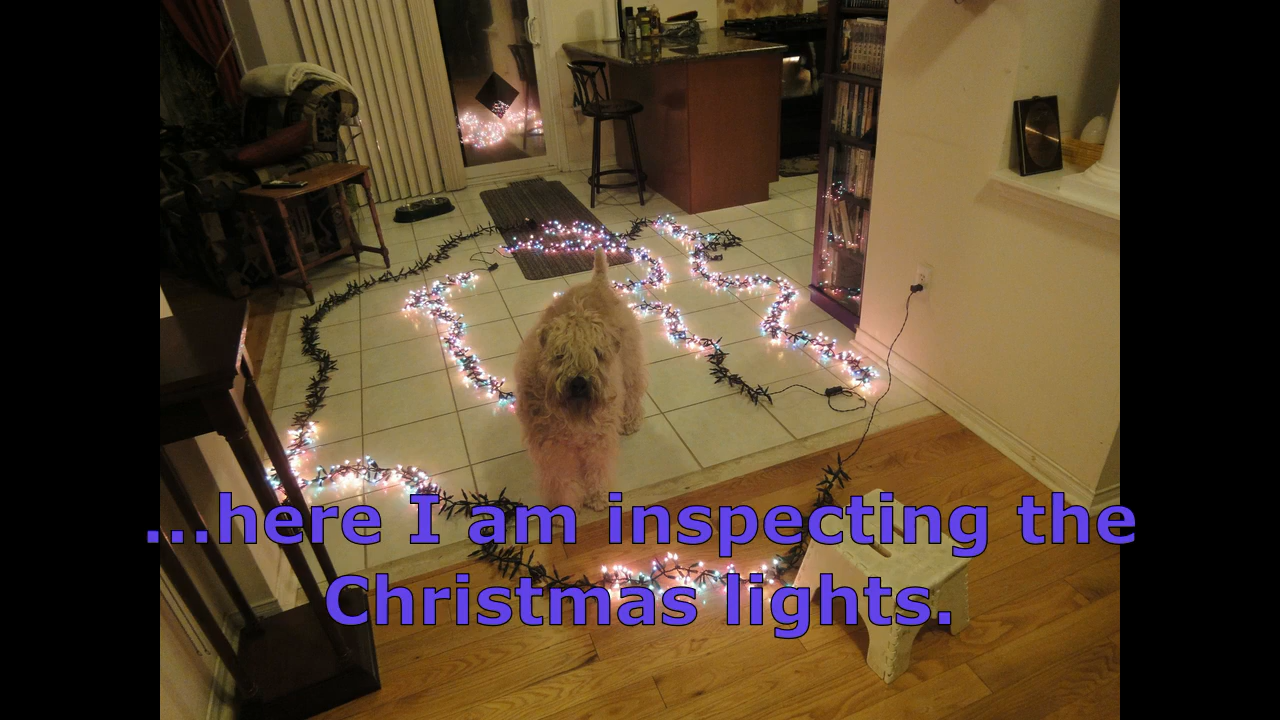 ...here I am inspecting the
Christmas lights.